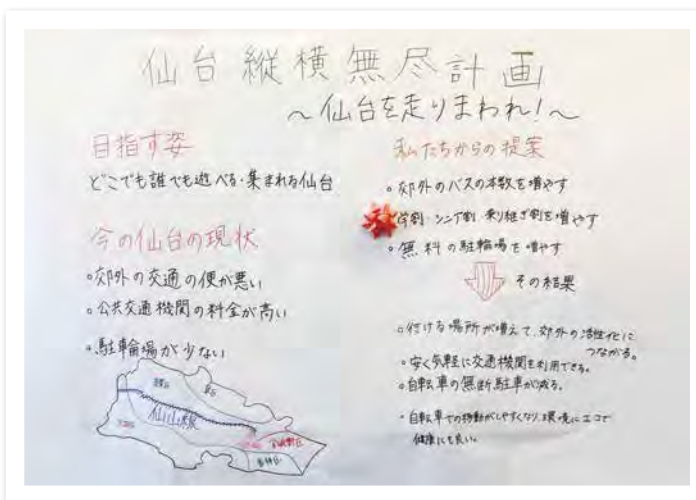 仙台縦横無尽計画
～仙台を走りまわれ!～
目指す姿
どこでも誰でも遊べる・集まれる仙台
今の仙台の現状
・郊外の交通の便が悪い
・公共交通機関の料金が高い
・駐輪場が少ない
仙山線
私たちからの提案
・郊外のバスの本数を増やす
学割・シニア割・乗り継ぎ割を増やす
・無料の駐輪場を増やす
その結果
・行ける場所が増えて、郊外の活性化に
つながる。
・安く気軽に交通機関を利用できる。
・自転車の無断駐車が減る。
・自転車での移動がしやすくなり、環境にエコで
健康にも良い。